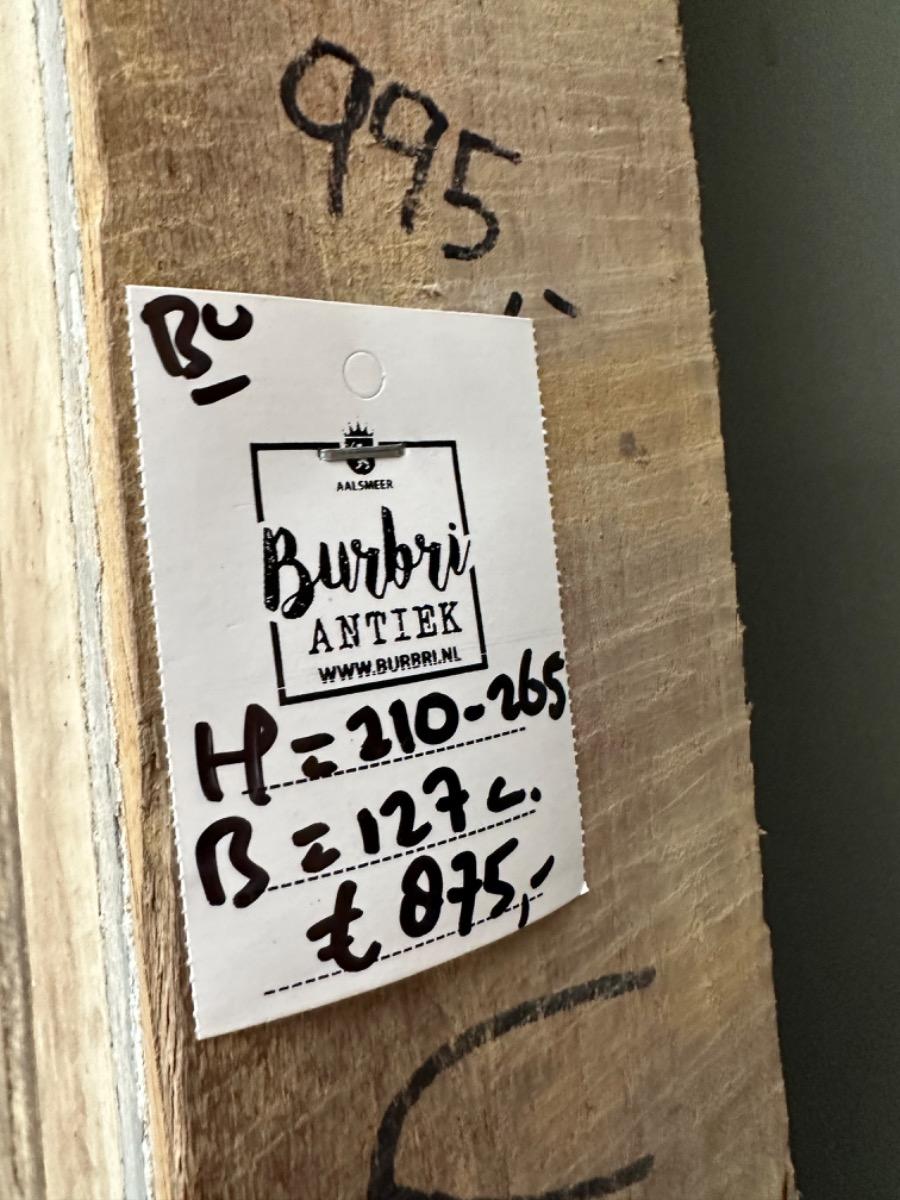 995
BU
AALSMEER
Burbri
ANTIEK
WWW.BURBRI.NL
H = 210-265
B = 127 c.
€ 875,-